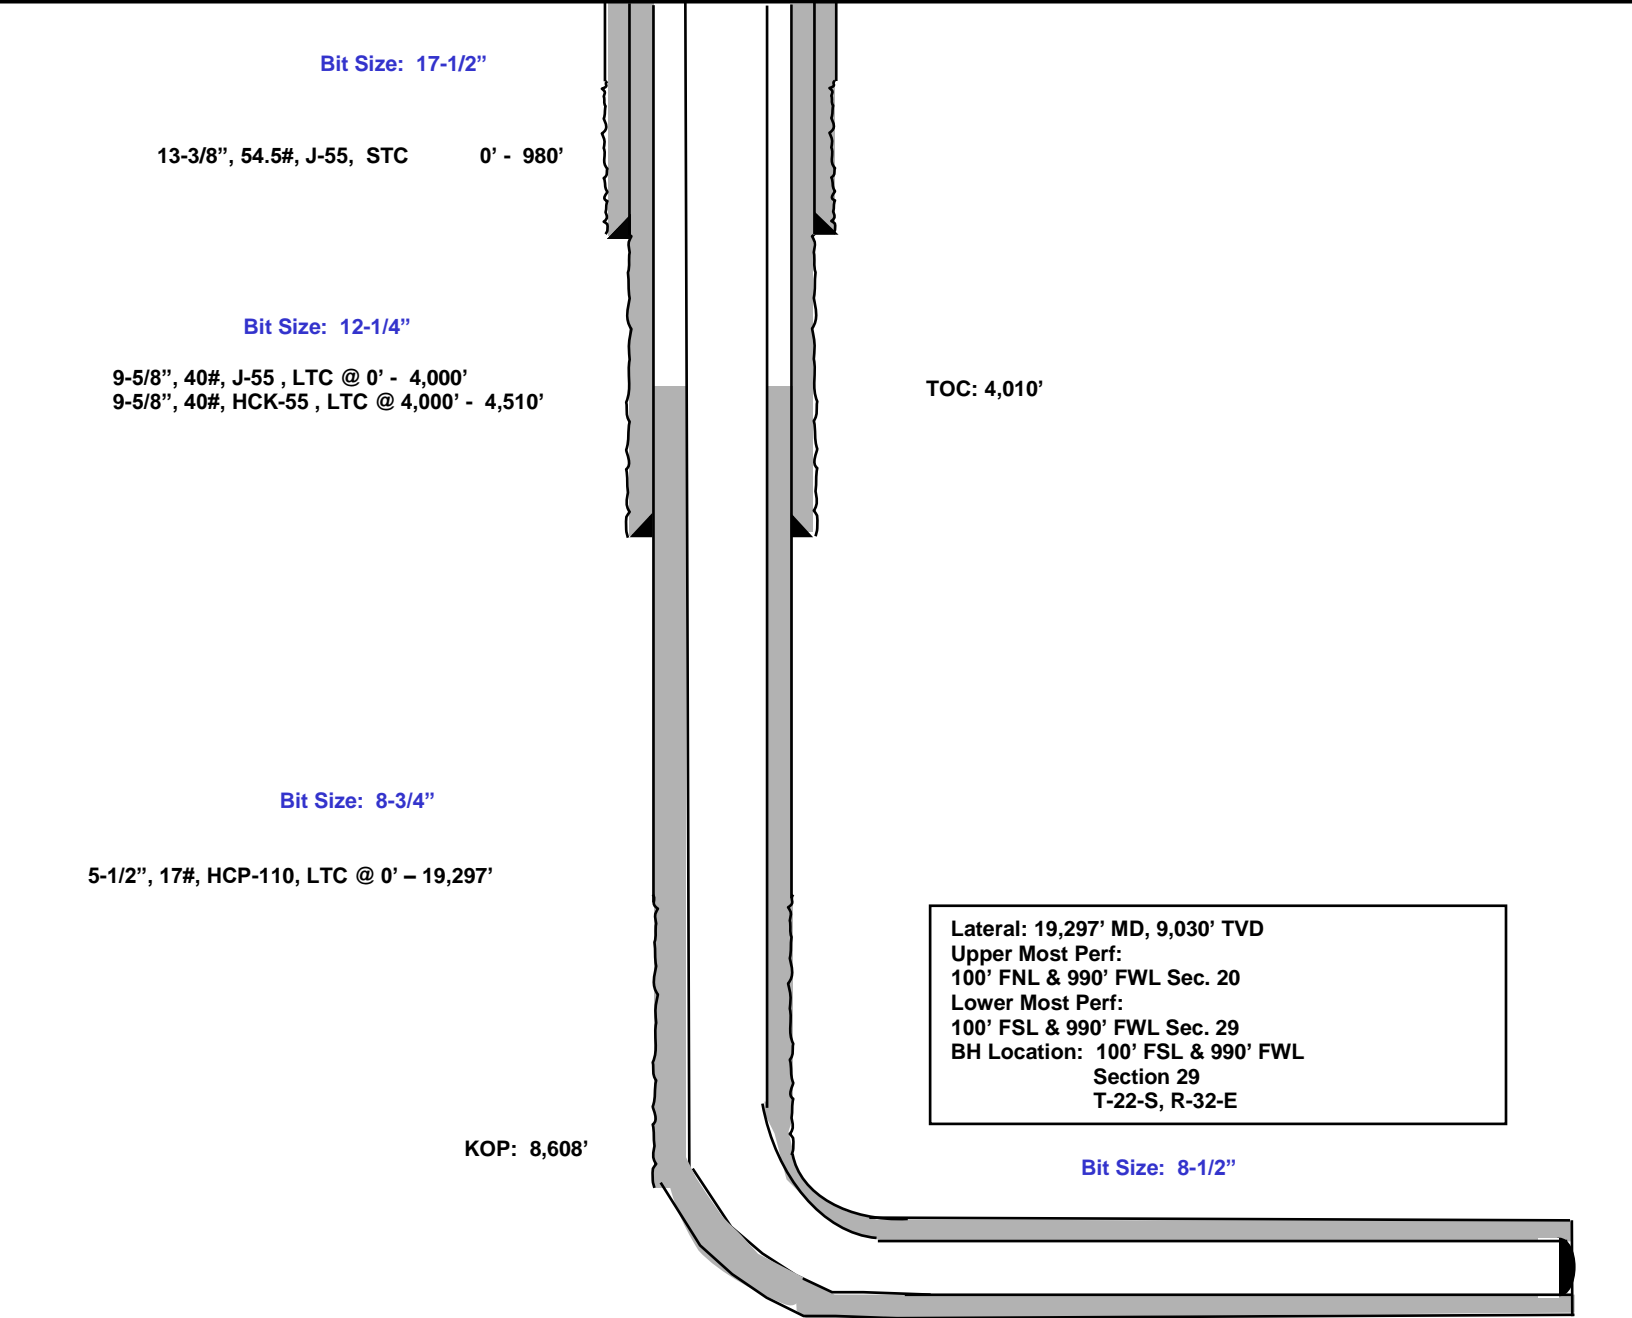 Bit Size: 17-1/2”
13-3/8”, 54.5#, J-55, STC 0’ - 980’
Bit Size: 12-1/4”
9-5/8”, 40#, J-55 , LTC @ 0’ - 4,000’
9-5/8”, 40#, HCK-55 , LTC @ 4,000’ - 4,510’
TOC: 4,010’
Bit Size: 8-3/4”
5-1/2”, 17#, HCP-110, LTC @ 0’ – 19,297’
Lateral: 19,297’ MD, 9,030’ TVD
Upper Most Perf:
100’ FNL & 990’ FWL Sec. 20
Lower Most Perf:
100’ FSL & 990’ FWL Sec. 29
BH Location: 100’ FSL & 990’ FWL
Section 29
T-22-S, R-32-E
KOP: 8,608’
Bit Size: 8-1/2”